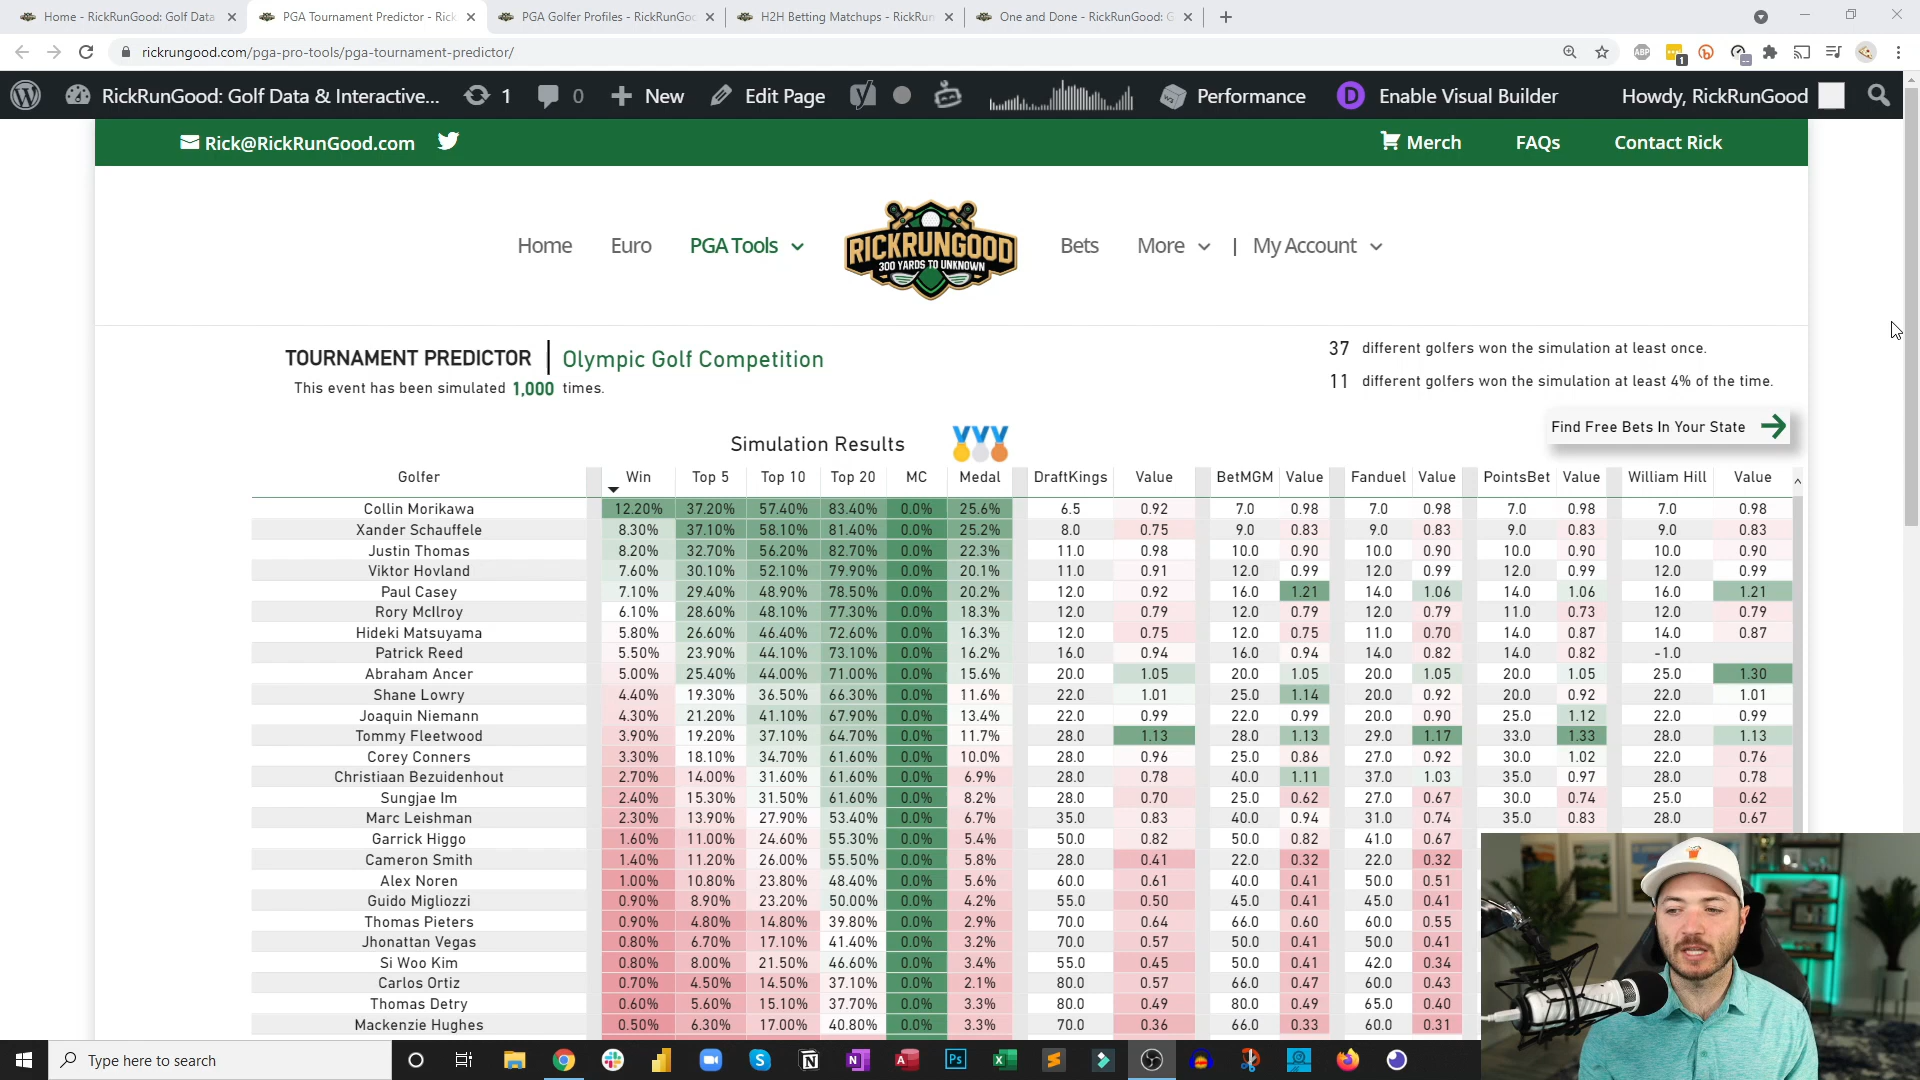 Home - RickRunGood: Golf Data
PGA Tournament Predictor - Rick
PGA Golfer Profiles - RickRunGoo
H2H Betting Matchups - RickRun
One and Done - RickRunGood: G
rickrungood.com/pga-pro-tools/pga-tournament-predictor/
ABP
1
RickRunGood: Golf Data & Interactive... 1 0 New Edit Page Performance D Enable Visual Builder Howdy, RickRunGood
Rick@RickRunGood.com Merch FAQs Contact Rick
Home Euro PGA Tools Bets More | My Account
RICKRUNGOOD
300 YARDS TO UNKNOWN
TOURNAMENT PREDICTOR | Olympic Golf Competition
This event has been simulated 1,000 times.
37 different golfers won the simulation at least once.
11 different golfers won the simulation at least 4% of the time.
Find Free Bets In Your State
Simulation Results
Golfer Win Top 5 Top 10 Top 20 MC Medal DraftKings Value BetMGM Value Fanduel Value PointsBet Value William Hill Value
Collin Morikawa 12.20% 37.20% 57.40% 83.40% 0.0% 25.6% 6.5 0.92 7.0 0.98 7.0 0.98 7.0 0.98 7.0 0.98
Xander Schauffele 8.30% 37.10% 58.10% 81.40% 0.0% 25.2% 8.0 0.75 9.0 0.83 9.0 0.83 9.0 0.83 9.0 0.83
Justin Thomas 8.20% 32.70% 56.20% 82.70% 0.0% 22.3% 11.0 0.98 10.0 0.90 10.0 0.90 10.0 0.90 10.0 0.90
Viktor Hovland 7.60% 30.10% 52.10% 79.90% 0.0% 20.1% 11.0 0.91 12.0 0.99 12.0 0.99 12.0 0.99 12.0 0.99
Paul Casey 7.10% 29.40% 48.90% 78.50% 0.0% 20.2% 12.0 0.92 16.0 1.21 14.0 1.06 14.0 1.06 16.0 1.21
Rory McIlroy 6.10% 28.60% 48.10% 77.30% 0.0% 18.3% 12.0 0.79 12.0 0.79 12.0 0.79 11.0 0.73 12.0 0.79
Hideki Matsuyama 5.80% 26.60% 46.40% 72.60% 0.0% 16.3% 12.0 0.75 12.0 0.75 11.0 0.70 14.0 0.87 14.0 0.87
Patrick Reed 5.50% 23.90% 44.10% 73.10% 0.0% 16.2% 16.0 0.94 16.0 0.94 14.0 0.82 14.0 0.82 -1.0
Abraham Ancer 5.00% 25.40% 44.00% 71.00% 0.0% 15.6% 20.0 1.05 20.0 1.05 20.0 1.05 20.0 1.05 25.0 1.30
Shane Lowry 4.40% 19.30% 36.50% 66.30% 0.0% 11.6% 22.0 1.01 25.0 1.14 20.0 0.92 20.0 0.92 22.0 1.01
Joaquin Niemann 4.30% 21.20% 41.10% 67.90% 0.0% 13.4% 22.0 0.99 22.0 0.99 20.0 0.90 25.0 1.12 22.0 0.99
Tommy Fleetwood 3.90% 19.20% 37.10% 64.70% 0.0% 11.7% 28.0 1.13 28.0 1.13 29.0 1.17 33.0 1.33 28.0 1.13
Corey Conners 3.30% 18.10% 34.70% 61.60% 0.0% 10.0% 28.0 0.96 25.0 0.86 27.0 0.92 30.0 1.02 22.0 0.76
Christiaan Bezuidenhout 2.70% 14.00% 31.60% 61.60% 0.0% 6.9% 28.0 0.78 40.0 1.11 37.0 1.03 35.0 0.97 28.0 0.78
Sungjae Im 2.40% 15.30% 31.50% 61.60% 0.0% 8.2% 28.0 0.70 25.0 0.62 27.0 0.67 30.0 0.74 25.0 0.62
Marc Leishman 2.30% 13.90% 27.90% 53.40% 0.0% 6.7% 35.0 0.83 40.0 0.94 31.0 0.74 35.0 0.83 28.0 0.67
Garrick Higgo 1.60% 11.00% 24.60% 55.30% 0.0% 5.4% 50.0 0.82 50.0 0.82 41.0 0.67
Cameron Smith 1.40% 11.20% 26.00% 55.50% 0.0% 5.8% 28.0 0.41 22.0 0.32 22.0 0.32
Alex Noren 1.00% 10.80% 23.80% 48.40% 0.0% 5.6% 60.0 0.61 40.0 0.41 50.0 0.51
Guido Migliozzi 0.90% 8.90% 23.20% 50.00% 0.0% 4.2% 55.0 0.50 45.0 0.41 45.0 0.41
Thomas Pieters 0.90% 4.80% 14.80% 39.80% 0.0% 2.9% 70.0 0.64 66.0 0.60 60.0 0.55
Jhonattan Vegas 0.80% 6.70% 17.10% 41.40% 0.0% 3.2% 70.0 0.57 50.0 0.41 50.0 0.41
Si Woo Kim 0.80% 8.00% 21.50% 46.60% 0.0% 3.4% 55.0 0.45 50.0 0.41 42.0 0.34
Carlos Ortiz 0.70% 4.50% 14.50% 37.10% 0.0% 2.1% 80.0 0.57 66.0 0.47 60.0 0.43
Thomas Detry 0.60% 5.60% 15.10% 37.70% 0.0% 3.3% 80.0 0.49 80.0 0.49 65.0 0.40
Mackenzie Hughes 0.50% 6.30% 17.00% 40.80% 0.0% 3.3% 70.0 0.36 66.0 0.33 60.0 0.31
Type here to search